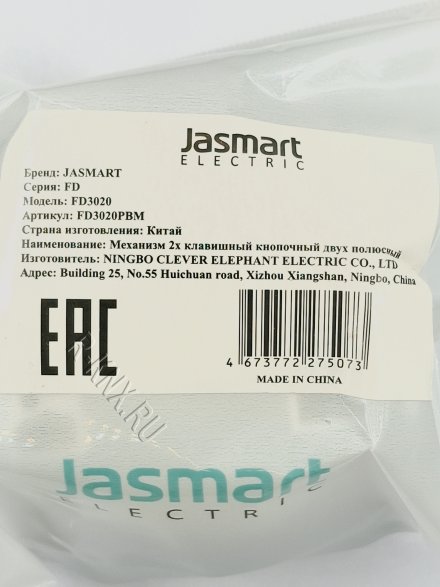 Jasmart
ELECTRIC
Бренд: JASMART
Серия: FD
Модель: FD3020
Артикул: FD3020PBM
Страна изготовления: Китай
Наименование: Механизм 2х клавишный кнопочный двух полюсный
Изготовитель: NINGBO CLEVER ELEPHANT ELECTRIC CO., LTD
Адрес: Building 25, No.55 Huichuan road, Xizhou Xiangshan, Ningbo, China
EAC
4 673772 275073
MADE IN CHINA
Jasmart
ELECTRI